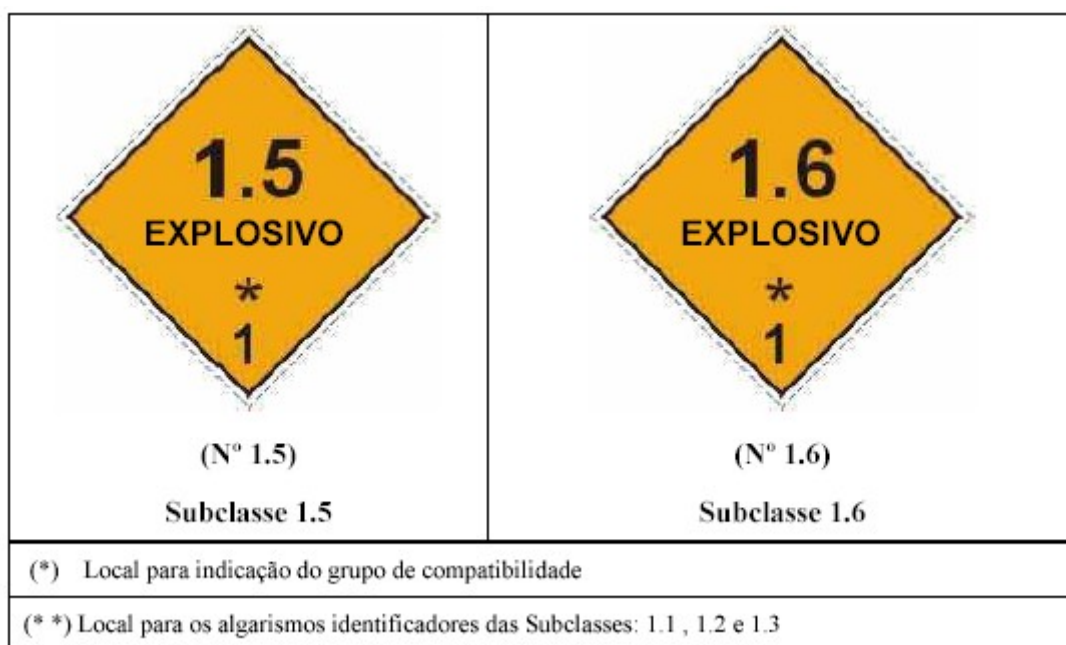 1.5
EXPLOSIVO
*
1
(Nº 1.5)
Subclasse 1.5
1.6
EXPLOSIVO
*
1
(Nº 1.6)
Subclasse 1.6
(*) Local para indicação do grupo de compatibilidade
(* *) Local para os algarismos identificadores das Subclasses: 1.1 , 1.2 e 1.3